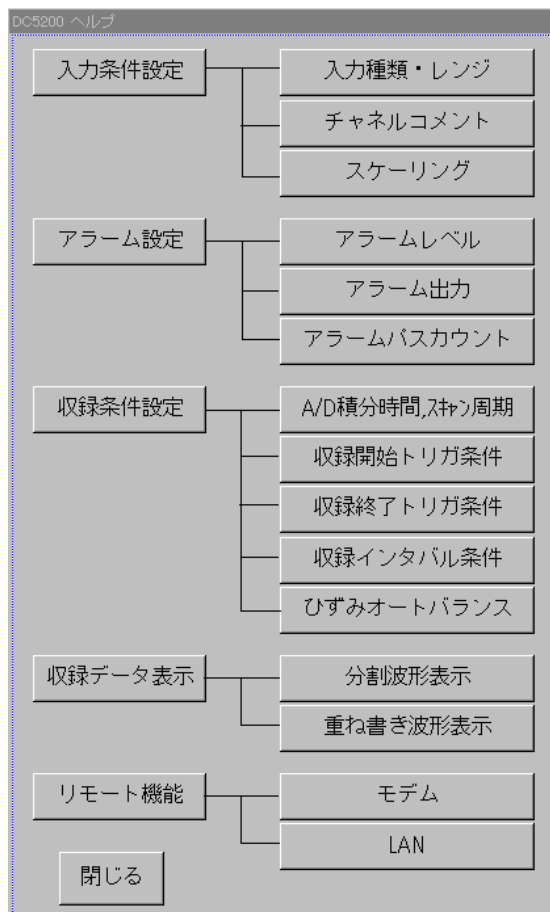 DC5200 ヘルプ
入力条件設定
入力種類・レンジ
チャネルコメント
スケーリング
アラーム設定
アラームレベル
アラーム出力
アラームパスカウント
収録条件設定
A/D積分時間,ｽｷｬﾝ周期
収録開始トリガ条件
収録終了トリガ条件
収録インタバル条件
ひずみオートバランス
収録データ表示
分割波形表示
重ね書き波形表示
リモート機能
モデム
LAN
閉じる